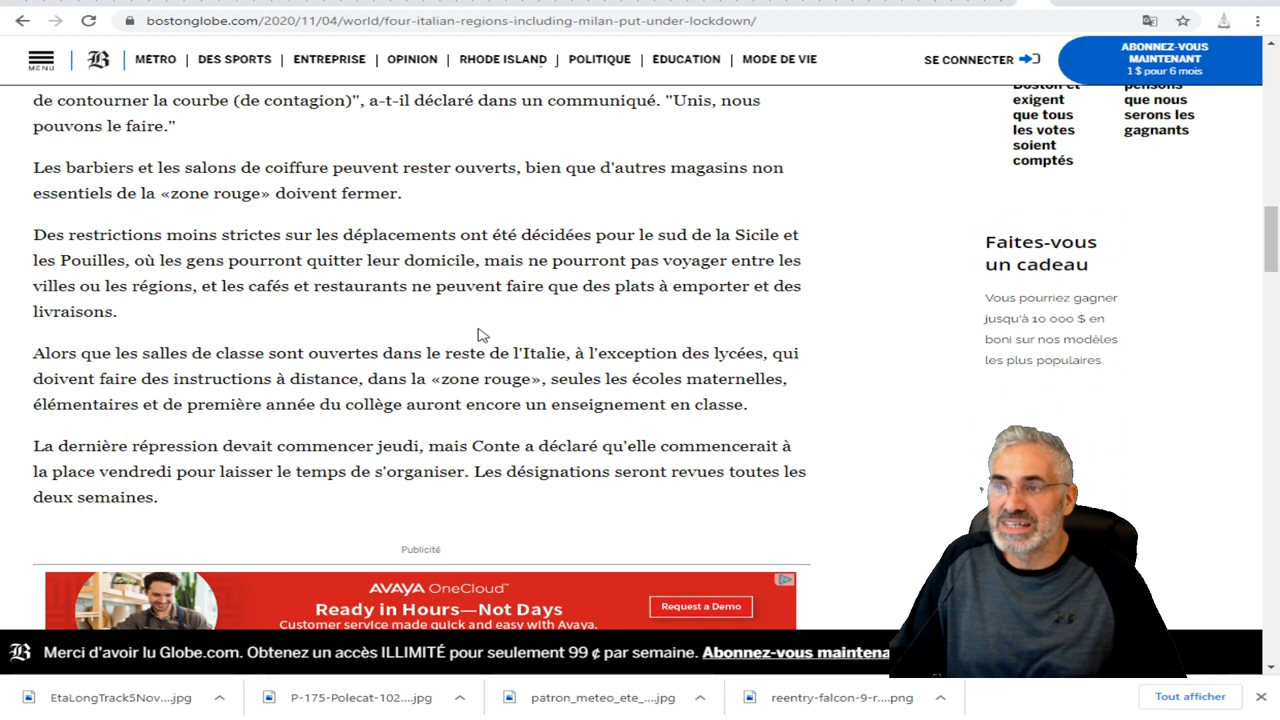 bostonglobe.com/2020/11/04/world/four-italian-regions-including-milan-put-under-lockdown/
MENU
B
MÉTRO | DES SPORTS | ENTREPRISE | OPINION | RHODE ISLAND | POLITIQUE | ÉDUCATION | MODE DE VIE
SE CONNECTER
ABONNEZ-VOUS
MAINTENANT
1 $ pour 6 mois
de contourner la courbe (de contagion)", a-t-il déclaré dans un communiqué. "Unis, nous
pouvons le faire."
Les barbiers et les salons de coiffure peuvent rester ouverts, bien que d'autres magasins non
essentiels de la «zone rouge» doivent fermer.
Des restrictions moins strictes sur les déplacements ont été décidées pour le sud de la Sicile et
les Pouilles, où les gens pourront quitter leur domicile, mais ne pourront pas voyager entre les
villes ou les régions, et les cafés et restaurants ne peuvent faire que des plats à emporter et des
livraisons.
Alors que les salles de classe sont ouvertes dans le reste de l'Italie, à l'exception des lycées, qui
doivent faire des instructions à distance, dans la «zone rouge», seules les écoles maternelles,
élémentaires et de première année du collège auront encore un enseignement en classe.
La dernière répression devait commencer jeudi, mais Conte a déclaré qu'elle commencerait à
la place vendredi pour laisser le temps de s'organiser. Les désignations seront revues toutes les
deux semaines.
Boston et
exigent
que tous
les votes
soient
comptés
pensons
que nous
serons les
gagnants
Faites-vous
un cadeau
Vous pourriez gagner
jusqu'à 10 000 $ en
boni sur nos modèles
les plus populaires.
Publicité
AVAYA OneCloud™
Ready in Hours—Not Days
Customer service made quick and easy with Avaya.
Request a Demo
B Merci d'avoir lu Globe.com. Obtenez un accès ILLIMITÉ pour seulement 99 ¢ par semaine. Abonnez-vous maintena
EtaLongTrack5Nov....jpg
P-175-Polecat-102....jpg
patron_meteo_ete_....jpg
reentry-falcon-9-r....png
Tout afficher